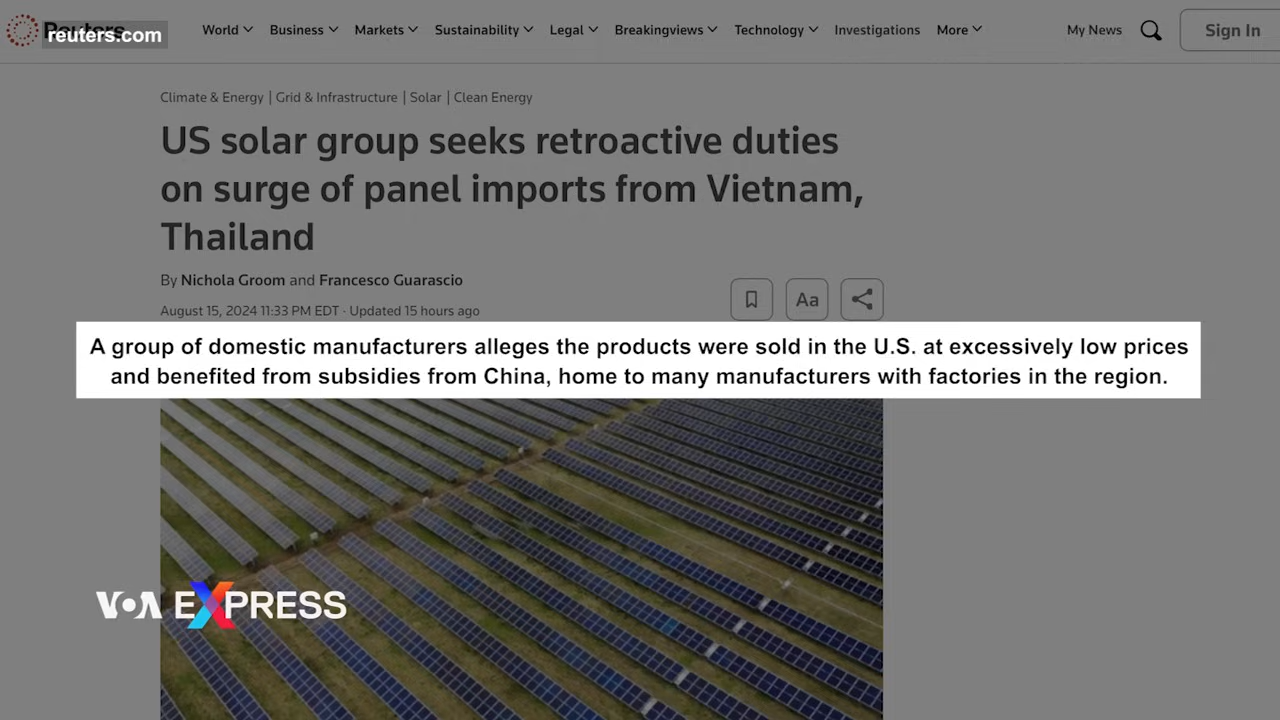 reuters.com
World
Business
Markets
Sustainability
Legal
Breakingviews
Technology
Investigations
More
My News
Sign In
Climate & Energy | Grid & Infrastructure | Solar | Clean Energy
US solar group seeks retroactive duties
on surge of panel imports from Vietnam,
Thailand
By Nichola Groom and Francesco Guarascio
August 15, 2024 11:33 PM EDT · Updated 15 hours ago
Aa
A group of domestic manufacturers alleges the products were sold in the U.S. at excessively low prices
and benefited from subsidies from China, home to many manufacturers with factories in the region.
VOA EXPRESS